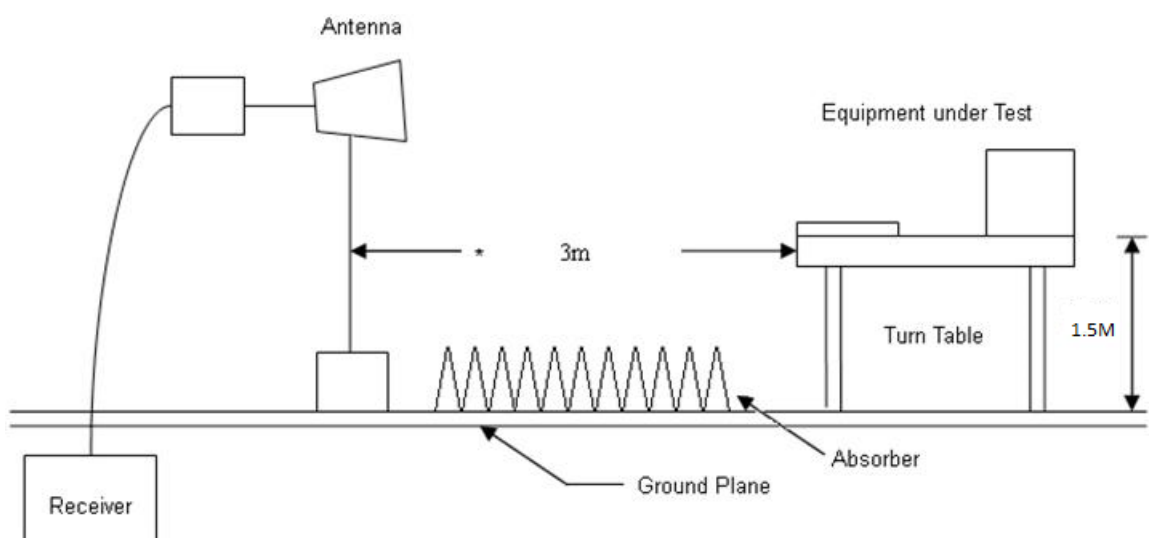 Antenna
Equipment under Test
* 3m
Turn Table
1.5M
Absorber
Ground Plane
Receiver